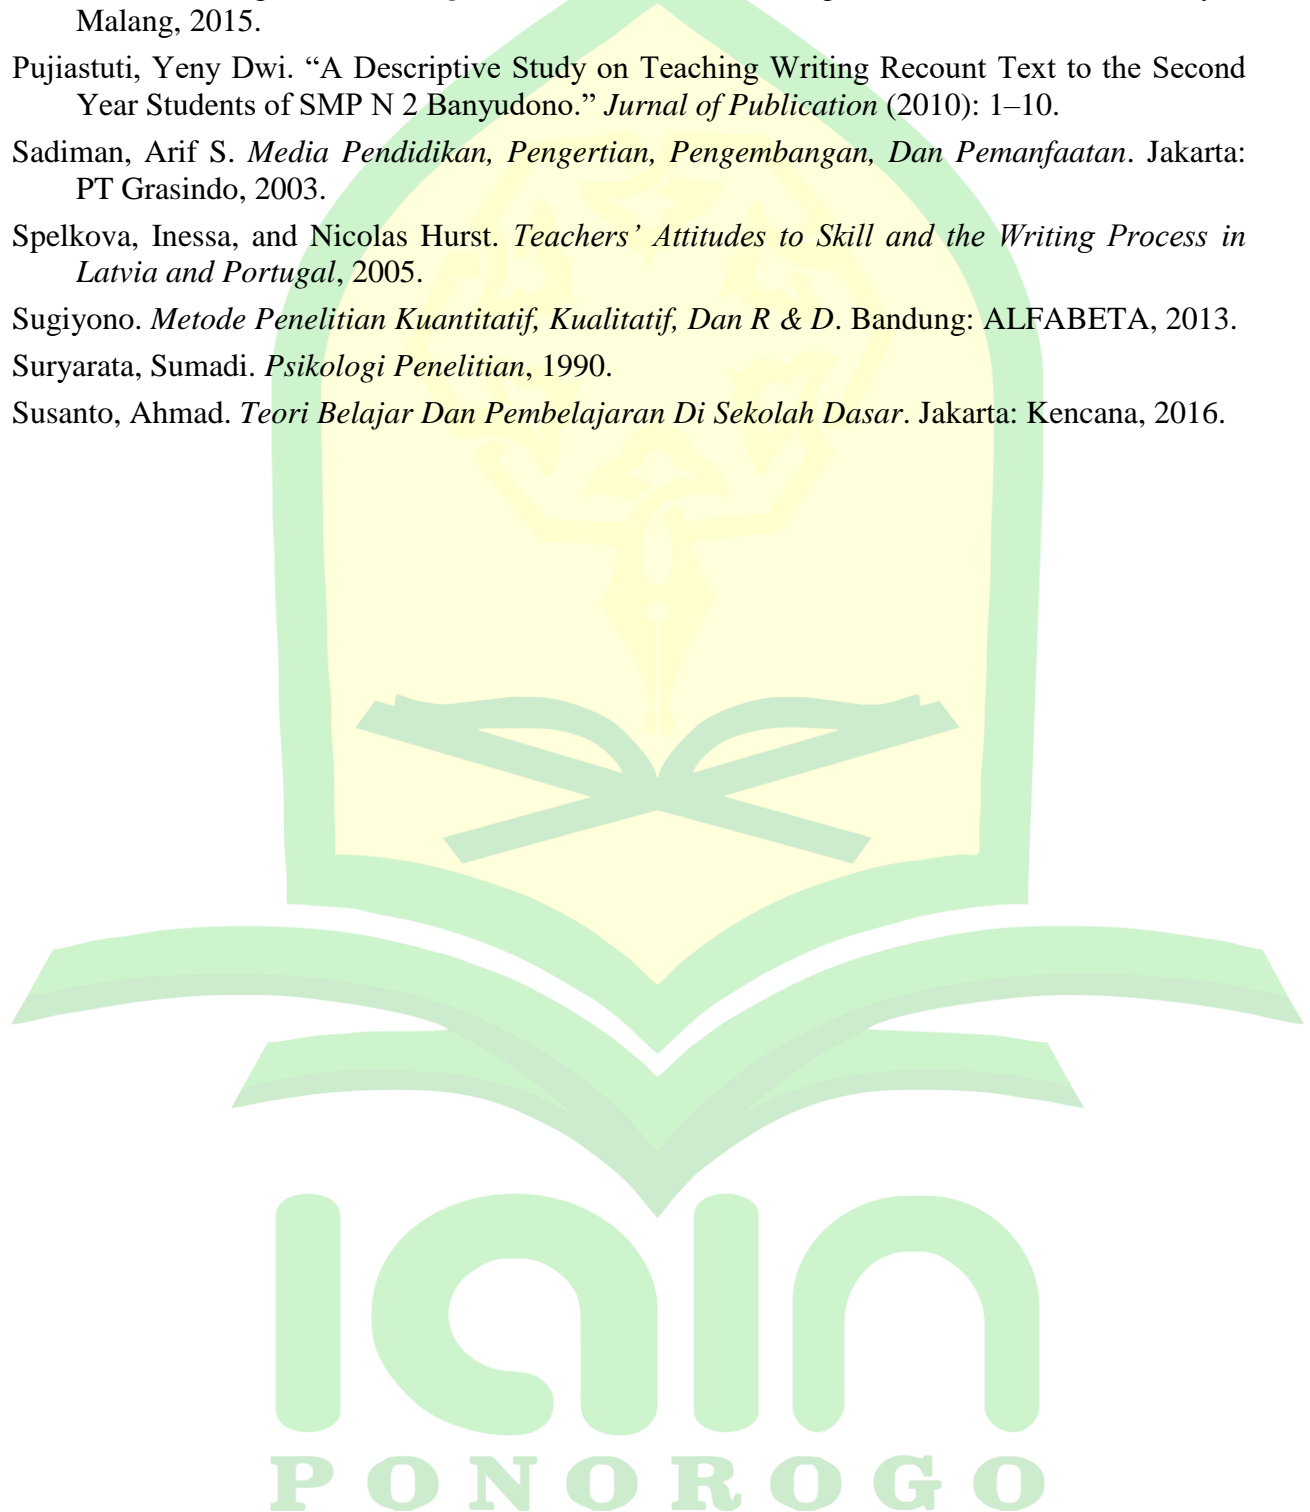 Malang, 2015.
Pujiastuti, Yeny Dwi. “A Descriptive Study on Teaching Writing Recount Text to the Second
Year Students of SMP N 2 Banyudono.” Jurnal of Publication (2010): 1–10.
Sadiman, Arif S. Media Pendidikan, Pengertian, Pengembangan, Dan Pemanfaatan. Jakarta:
PT Grasindo, 2003.
Spelkova, Inessa, and Nicolas Hurst. Teachers’ Attitudes to Skill and the Writing Process in
Latvia and Portugal, 2005.
Sugiyono. Metode Penelitian Kuantitatif, Kualitatif, Dan R & D. Bandung: ALFABETA, 2013.
Suryarata, Sumadi. Psikologi Penelitian, 1990.
Susanto, Ahmad. Teori Belajar Dan Pembelajaran Di Sekolah Dasar. Jakarta: Kencana, 2016.
IAIN
PONOROGO